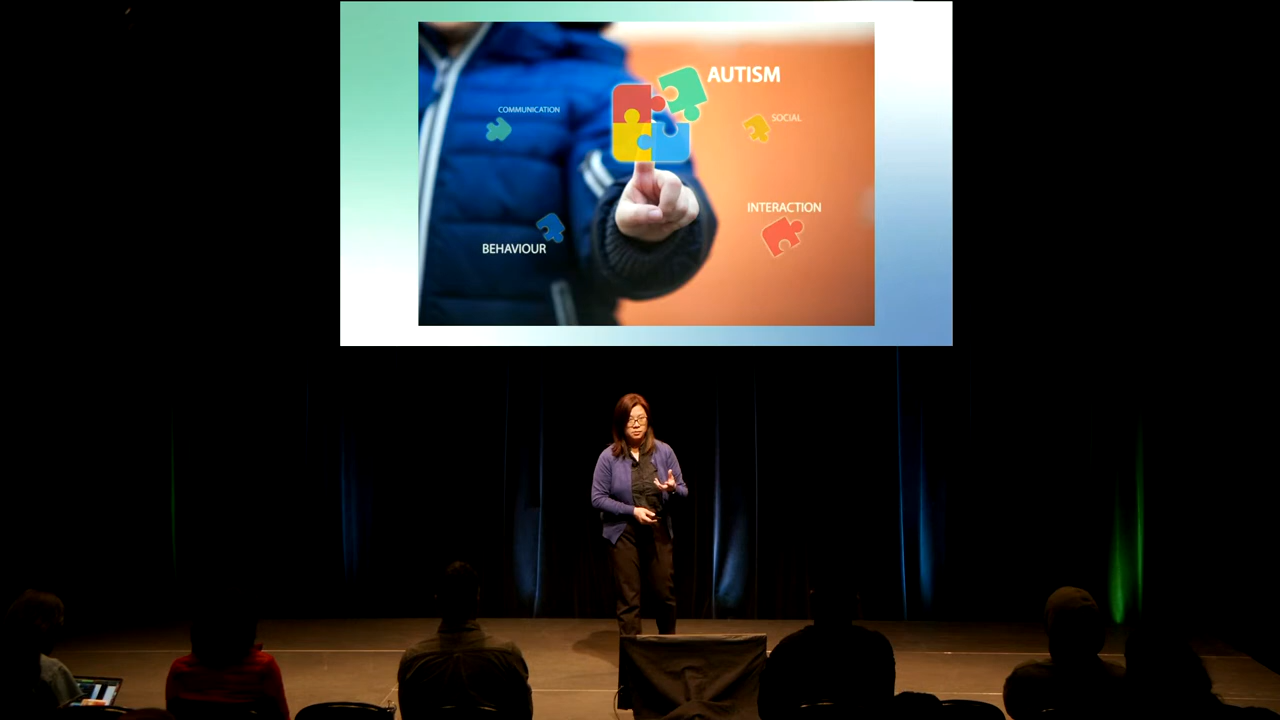 AUTISM
COMMUNICATION
SOCIAL
INTERACTION
BEHAVIOUR